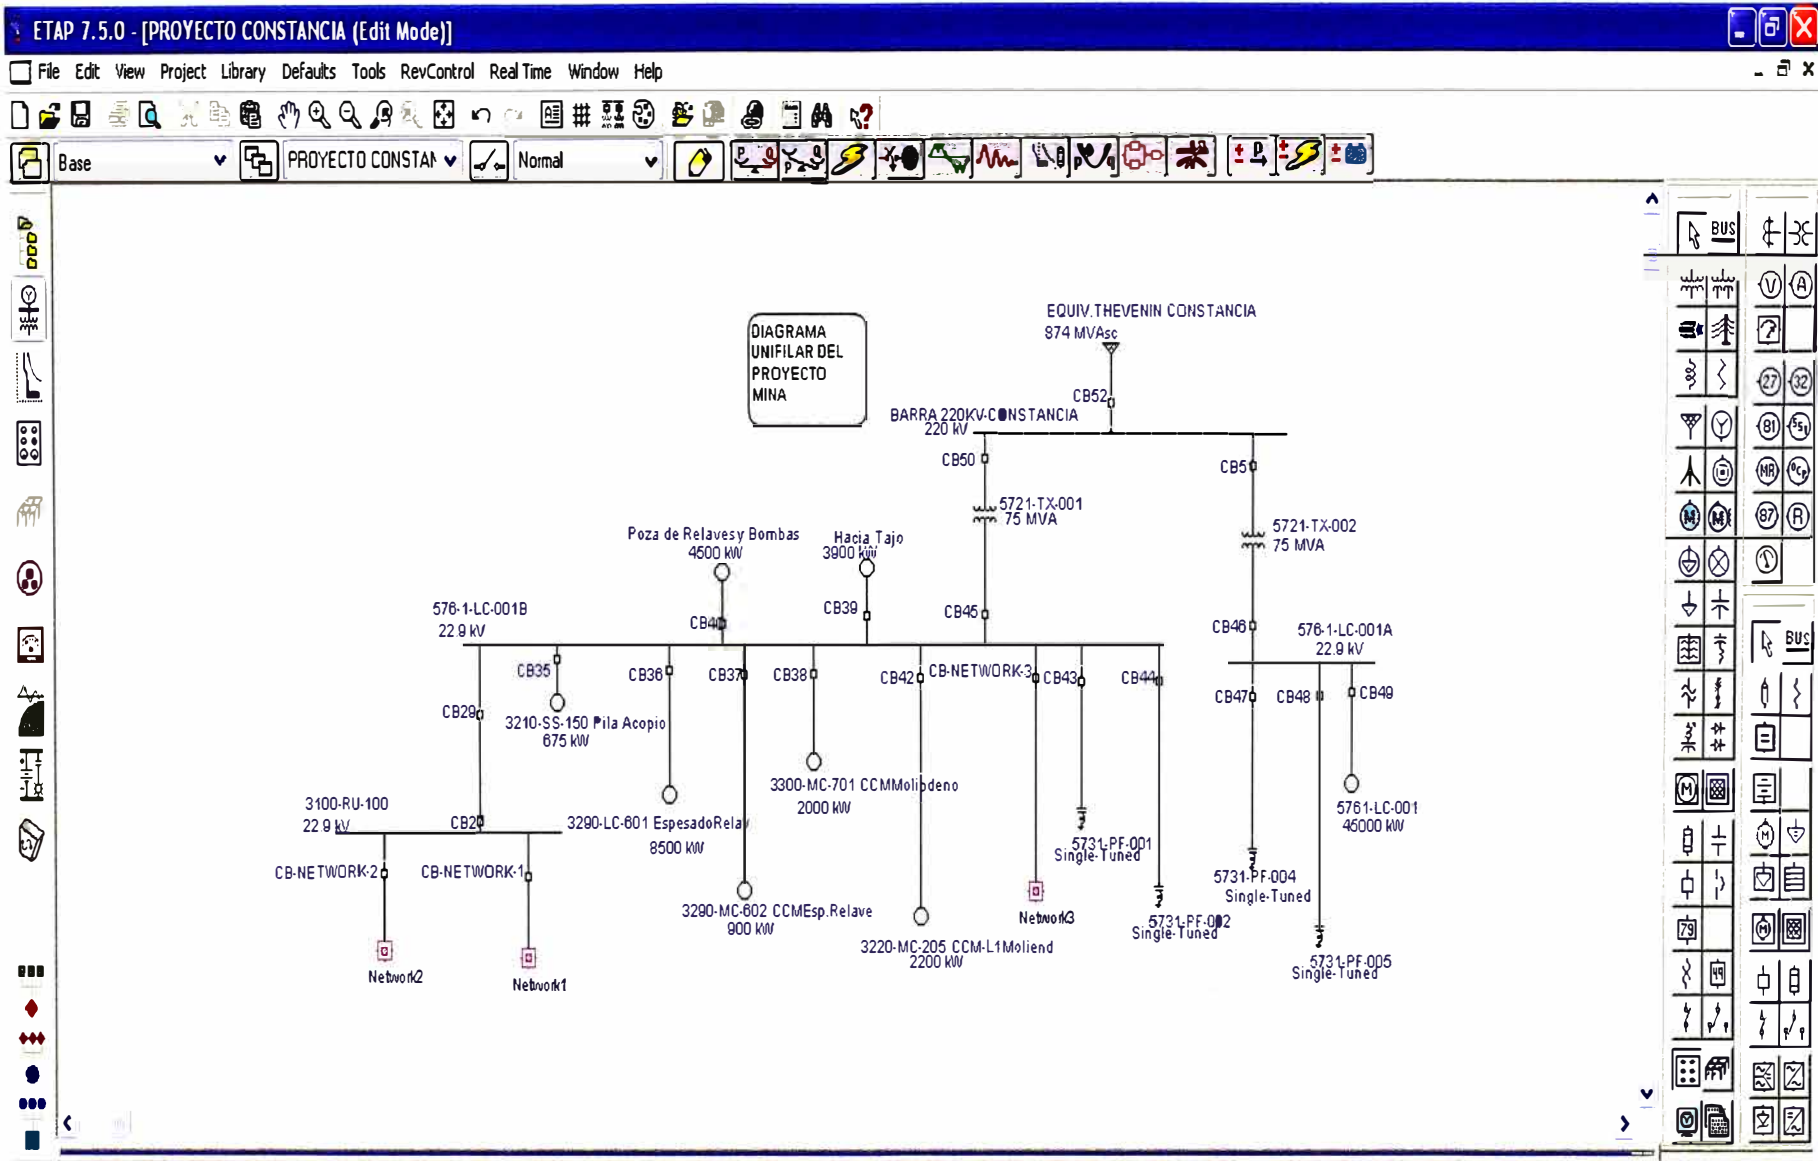 ETAP 7.5.0 - [PROYECTO CONSTANCIA (Edit Mode)]
File Edit View Project Library Defaults Tools RevControl Real Time Window Help
Base
PROYECTO CONSTAN
Normal
BUS
DIAGRAMA
UNIFILAR DEL
PROYECTO
MINA
EQUIV.THEVENIN CONSTANCIA
874 MVAsc
CB52
BARRA 220KV-CONSTANCIA
220 kV
CB50
CB5
5721-TX-001
75 MVA
5721-TX-002
75 MVA
Poza de Relaves y Bombas
4500 kW
Hacia Tajo
3900 kW
576-1-LC-001B
22.9 kV
CB40
CB39
CB45
CB46
576-1-LC-001A
22.9 kV
CB35
CB36
CB37
CB38
CB42
CB-NETWORK-3
CB43
CB44
CB47
CB48
CB49
CB29
3210-SS-150 Pila Acopio
675 kW
3300-MC-701 CCMMolibdeno
2000 kW
5761-LC-001
45000 kW
3100-RU-100
22.9 kV
CB2
3290-LC-601 EspesadoRelav
8500 kW
5731-PF-001
Single-Tuned
CB-NETWORK-2
CB-NETWORK-1
5731-PF-004
Single-Tuned
3290-MC-602 CCMEsp.Relave
900 kW
Network3
5731-PF-002
Single-Tuned
3220-MC-205 CCM-L1Moliend
2200 kW
5731-PF-005
Single-Tuned
Network2
Network1
BUS